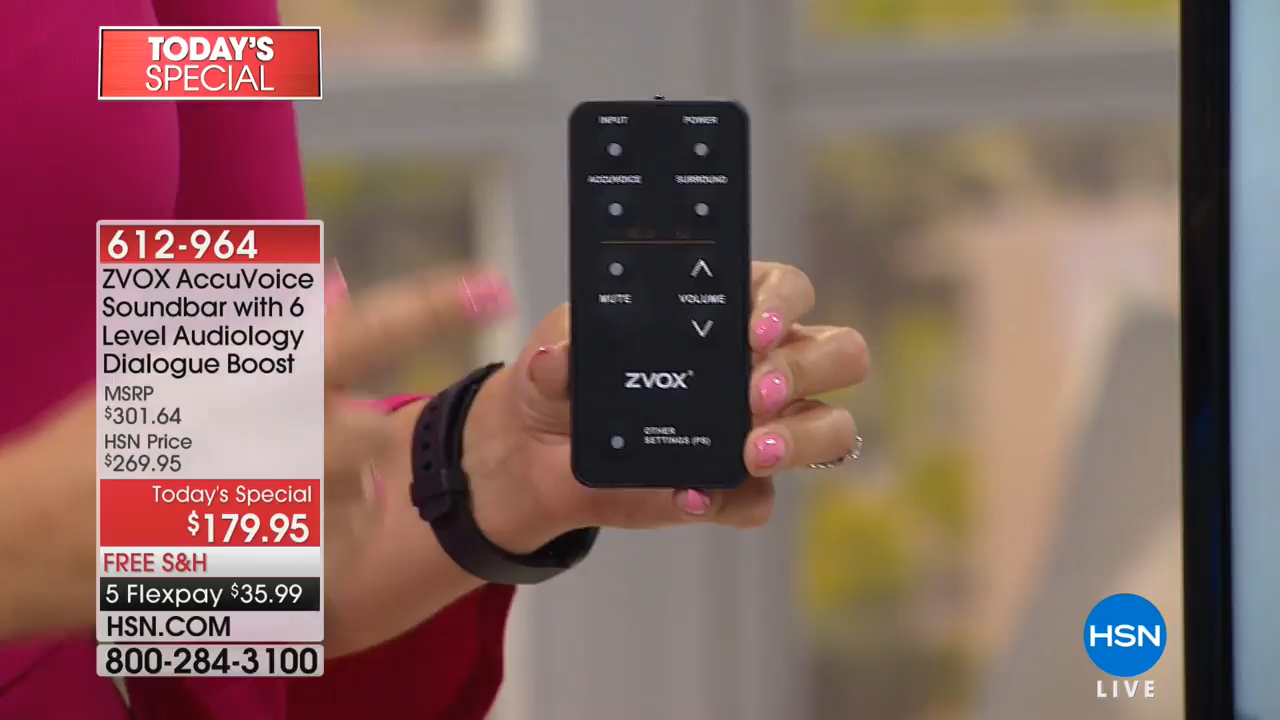 TODAY'S
SPECIAL
612-964
ZVOX AccuVoice
Soundbar with 6
Level Audiology
Dialogue Boost
MSRP
$301.64
HSN Price
$269.95
Today's Special
$179.95
FREE S&H
5 Flexpay $35.99
HSN.COM
800-284-3100
INPUT POWER
ACCUVOICE SURROUND
MUTE VOLUME
ZVOX
OTHER
SETTINGS (PS)
HSN
LIVE